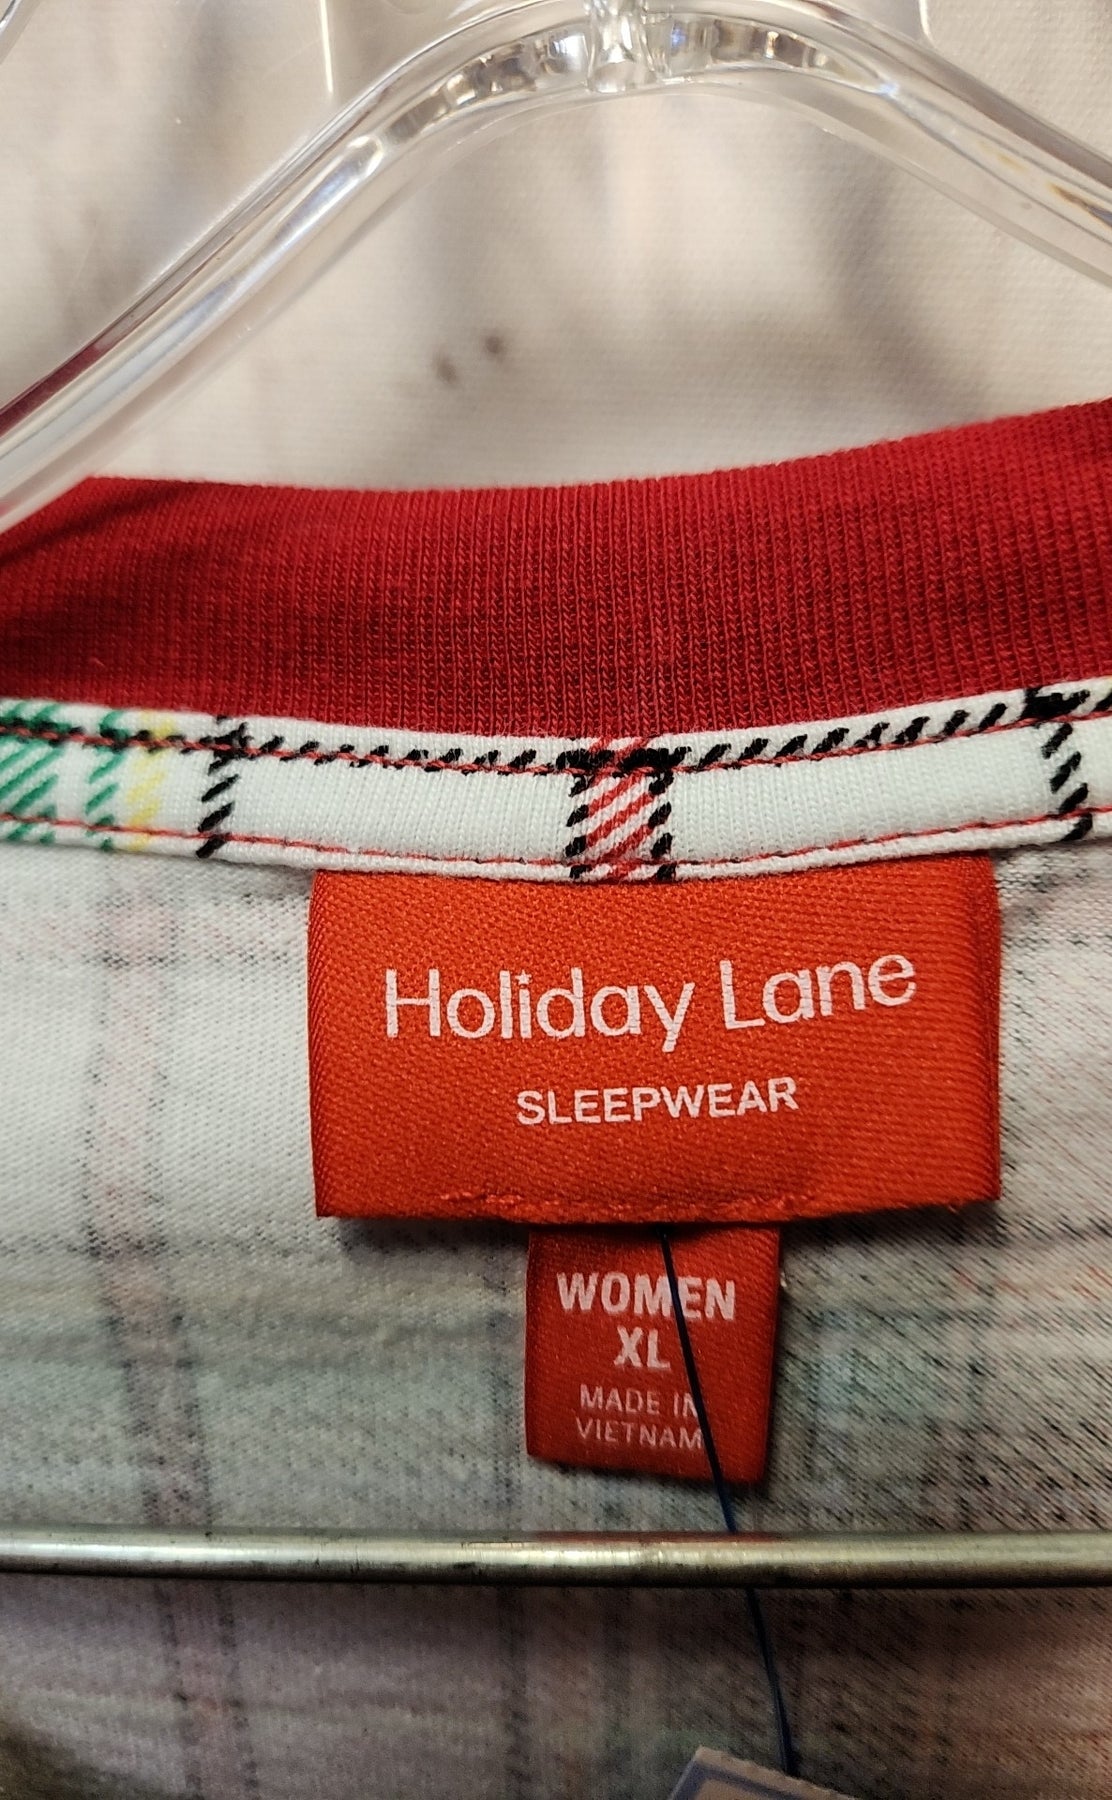 Holiday Lane
SLEEPWEAR
WOMEN
XL
MADE IN
VIETNAM